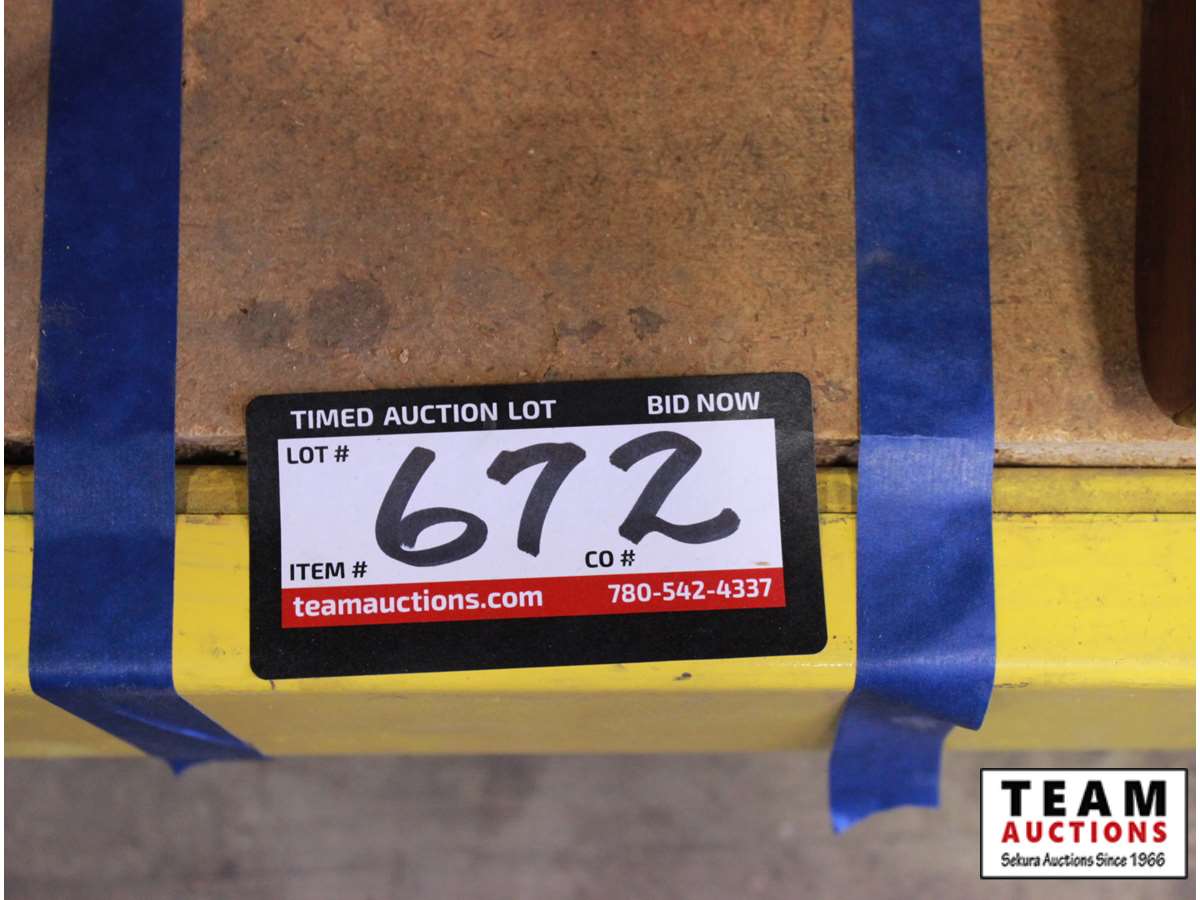 TIMED AUCTION LOT BID NOW
LOT # 672
ITEM # CO #
teamauctions.com 780-542-4337
TEAM
AUCTIONS
Sekura Auctions Since 1966